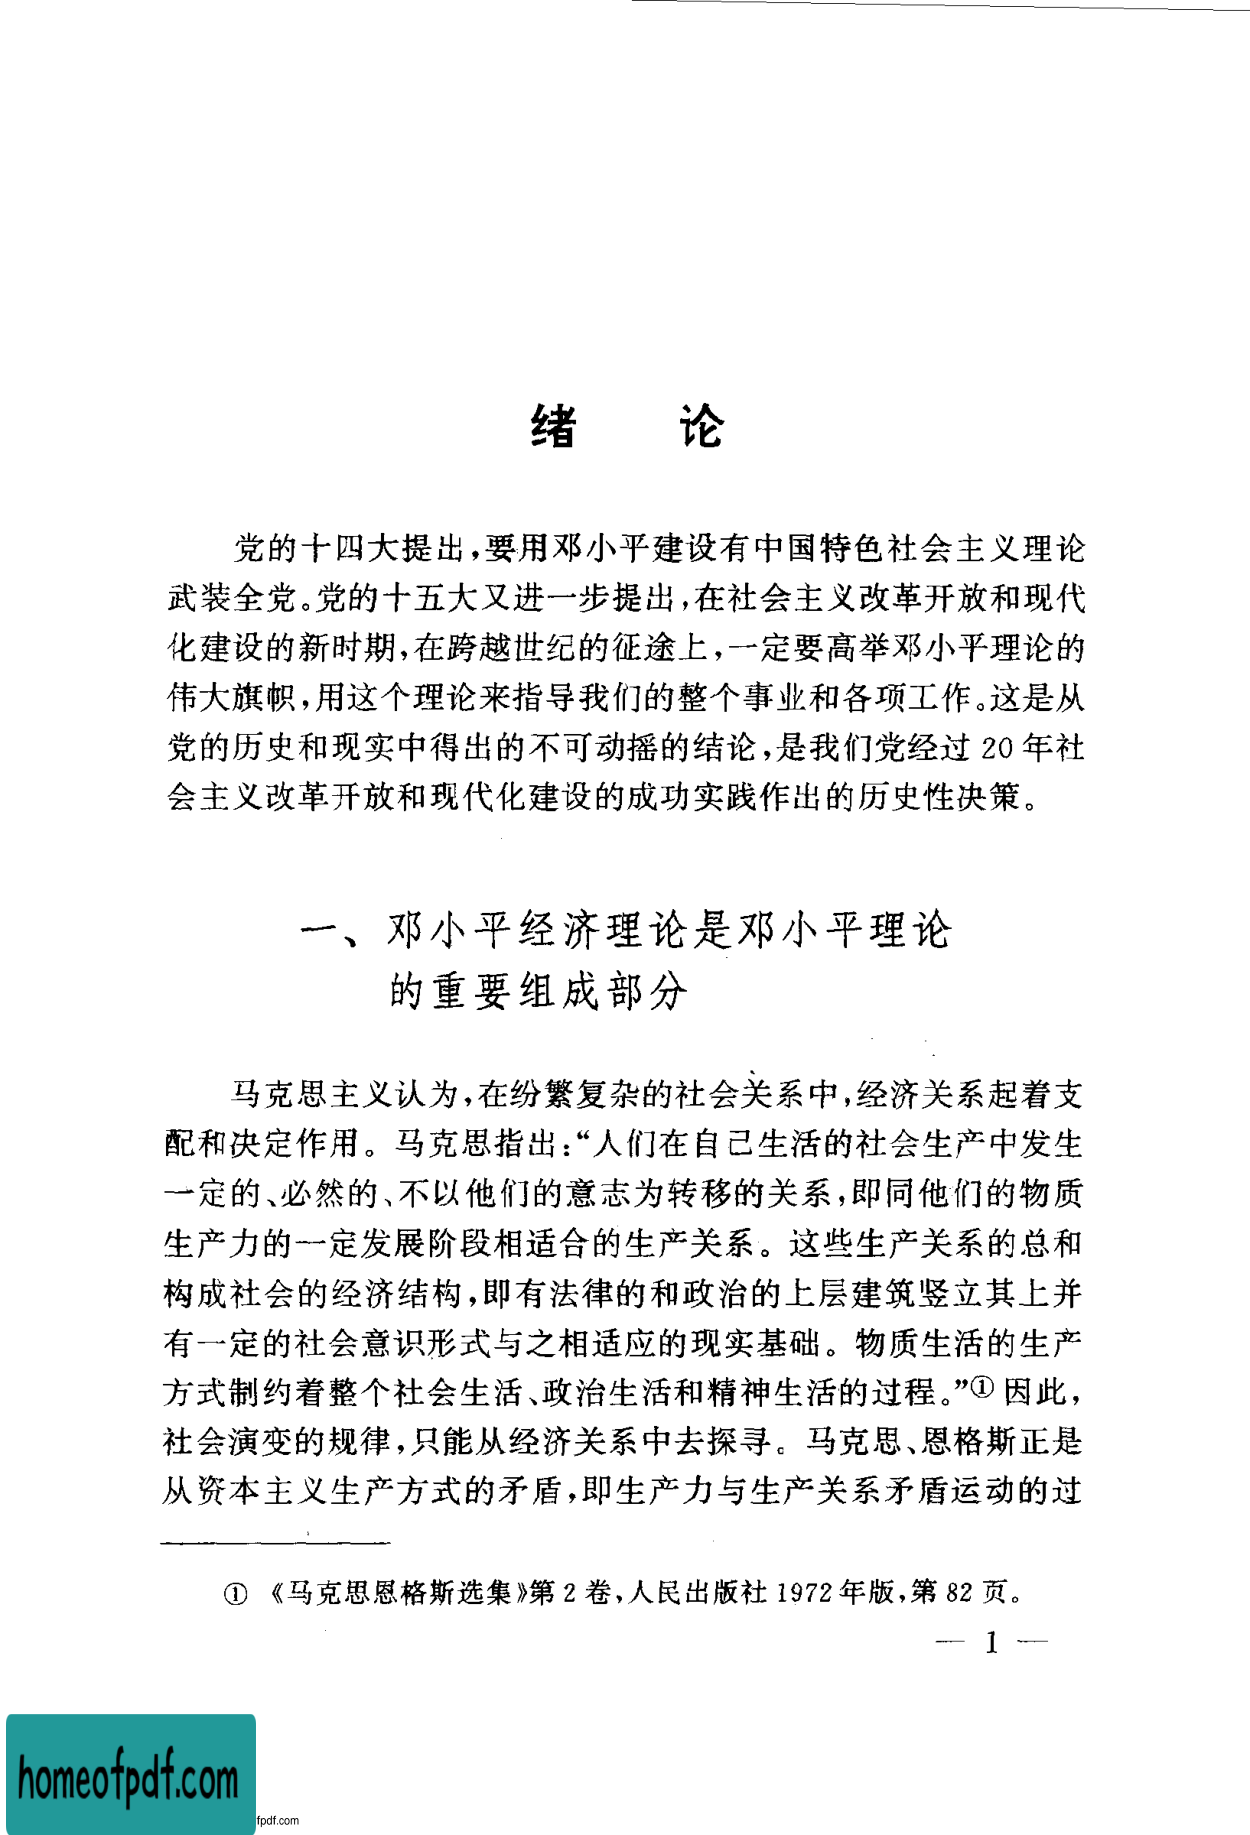 绪 论
党的十四大提出,要用邓小平建设有中国特色社会主义理论
武装全党。党的十五大又进一步提出,在社会主义改革开放和现代
化建设的新时期,在跨越世纪的征途上,一定要高举邓小平理论的
伟大旗帜,用这个理论来指导我们的整个事业和各项工作。这是从
党的历史和现实中得出的不可动摇的结论,是我们党经过 20 年社
会主义改革开放和现代化建设的成功实践作出的历史性决策。
一、邓小平经济理论是邓小平理论
的重要组成部分
马克思主义认为,在纷繁复杂的社会关系中,经济关系起着支
配和决定作用。马克思指出:“人们在自己生活的社会生产中发生
一定的、必然的、不以他们的意志为转移的关系,即同他们的物质
生产力的一定发展阶段相适合的生产关系。这些生产关系的总和
构成社会的经济结构,即有法律的和政治的上层建筑竖立其上并
有一定的社会意识形式与之相适应的现实基础。物质生活的生产
方式制约着整个社会生活、政治生活和精神生活的过程。”① 因此,
社会演变的规律,只能从经济关系中去探寻。马克思、恩格斯正是
从资本主义生产方式的矛盾,即生产力与生产关系矛盾运动的过
① 《马克思恩格斯选集》第 2 卷,人民出版社 1972 年版,第 82 页。
— 1 —
homeofpdf.com
fpdf.com